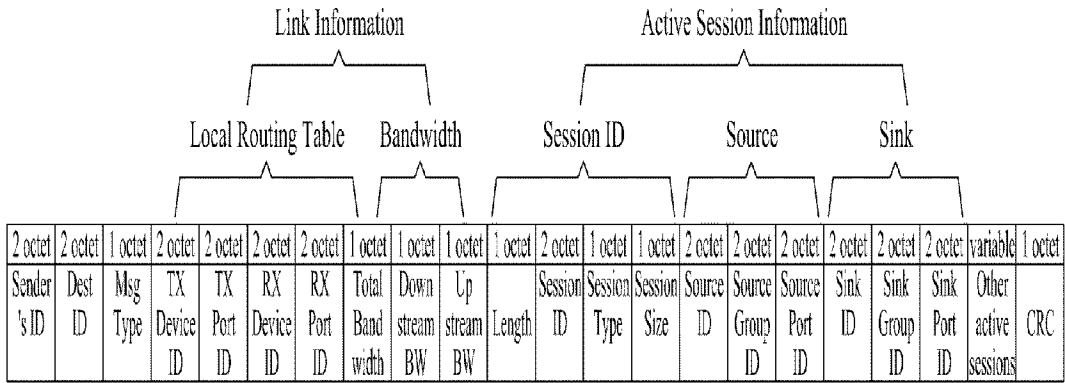 Link Information Active Session Information
Local Routing Table Bandwidth Session ID Source Sink
2 octet 2 octet 1 octet 2 octet 2 octet 2 octet 2 octet 1 octet 1 octet 1 octet 1 octet 2 octet 1 octet 1 octet 2 octet 2 octet 2 octet 2 octet 2 octet 2 octet variable 1 octet
Sender Dest Msg TX TX RX RX Total Down Up Session Session Session Source Source Source Sink Sink Sink Other
's ID ID Type Device Port Device Port Band stream stream Length ID Type Size ID Group Port ID Group Port active CRC
ID ID ID ID width BW BW ID ID ID ID sessions